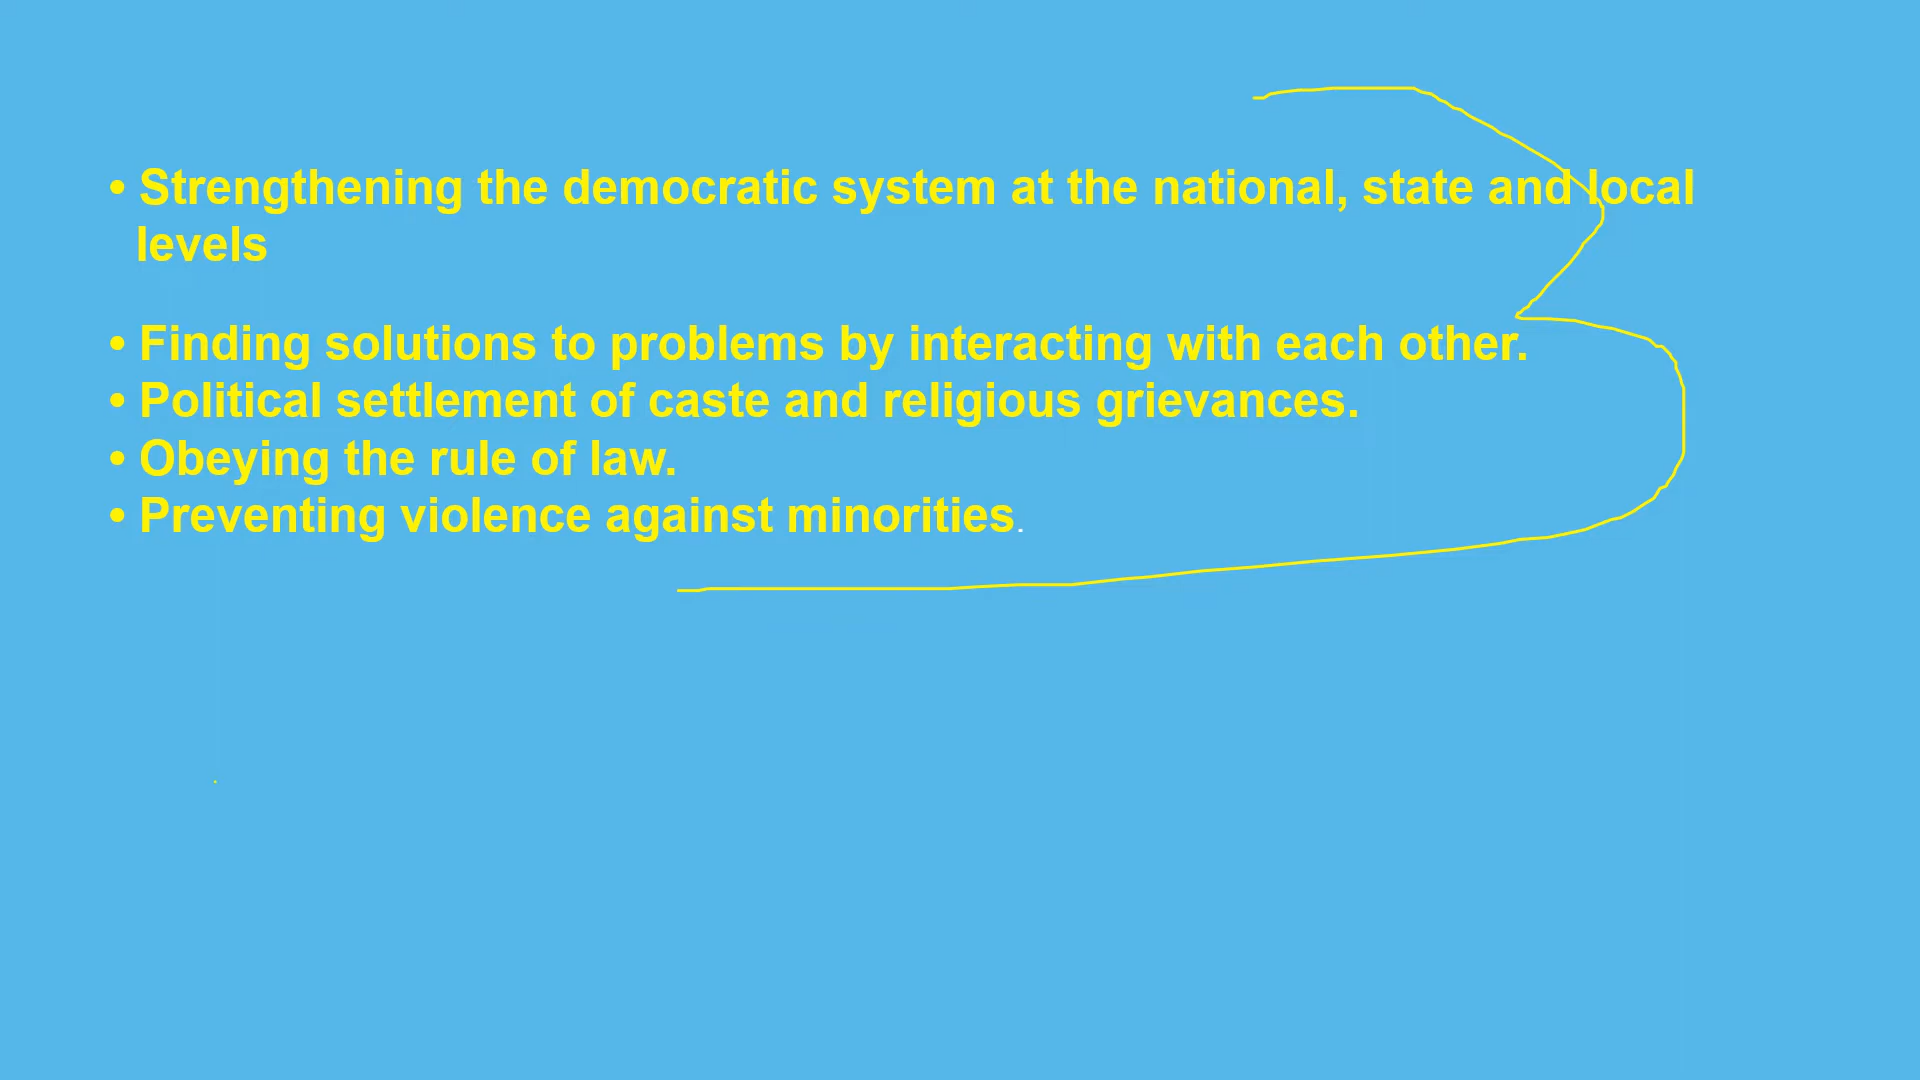 • Strengthening the democratic system at the national, state and local
levels
• Finding solutions to problems by interacting with each other.
• Political settlement of caste and religious grievances.
• Obeying the rule of law.
• Preventing violence against minorities.